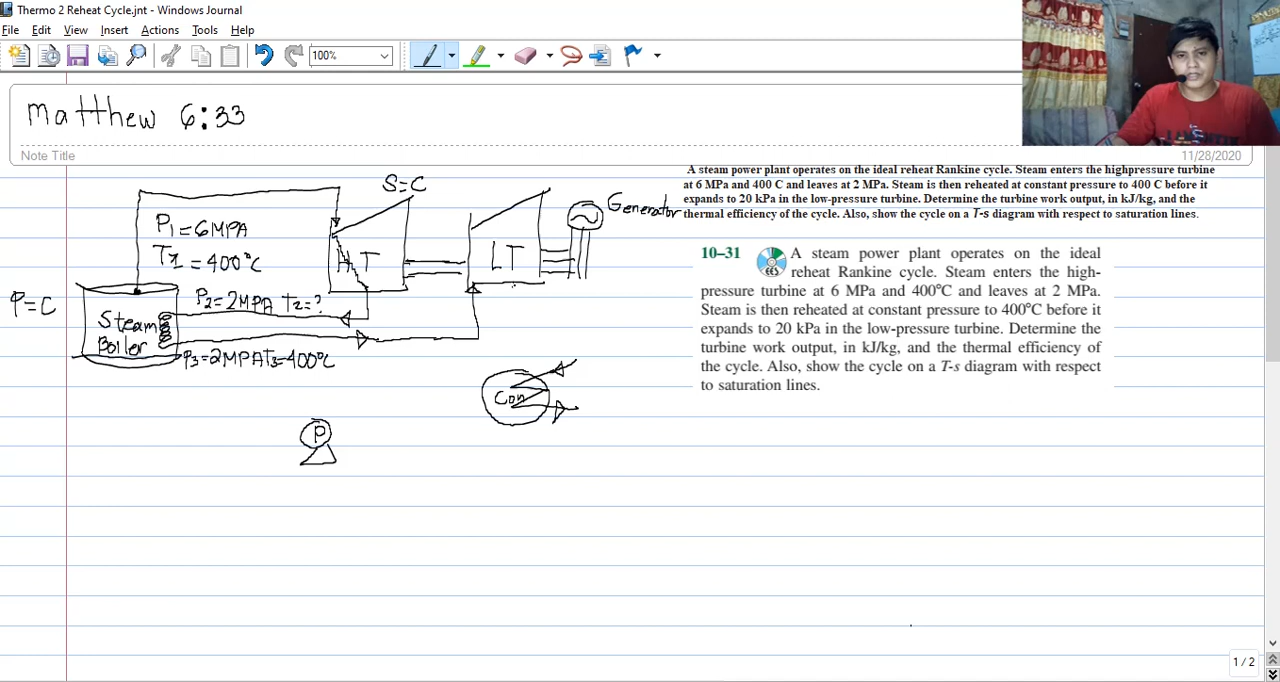 Thermo 2 Reheat Cycle.jnt - Windows Journal
File Edit View Insert Actions Tools Help
100%
Matthew 6:33
Note Title
11/28/2020
A steam power plant operates on the ideal reheat Rankine cycle. Steam enters the highpressure turbine
at 6 MPa and 400 C and leaves at 2 MPa. Steam is then reheated at constant pressure to 400 C before it
expands to 20 kPa in the low-pressure turbine. Determine the turbine work output, in kJ/kg, and the
thermal efficiency of the cycle. Also, show the cycle on a T-s diagram with respect to saturation lines.
S=C
Generator
P1=6MPA
T1=400°C
HT
LT
P=C
P2=2MPA T2=?
Steam
Boiler
P3=2MPA T3=400°C
Con
P
10–31 EES A steam power plant operates on the ideal
reheat Rankine cycle. Steam enters the high-
pressure turbine at 6 MPa and 400°C and leaves at 2 MPa.
Steam is then reheated at constant pressure to 400°C before it
expands to 20 kPa in the low-pressure turbine. Determine the
turbine work output, in kJ/kg, and the thermal efficiency of
the cycle. Also, show the cycle on a T-s diagram with respect
to saturation lines.
1 / 2